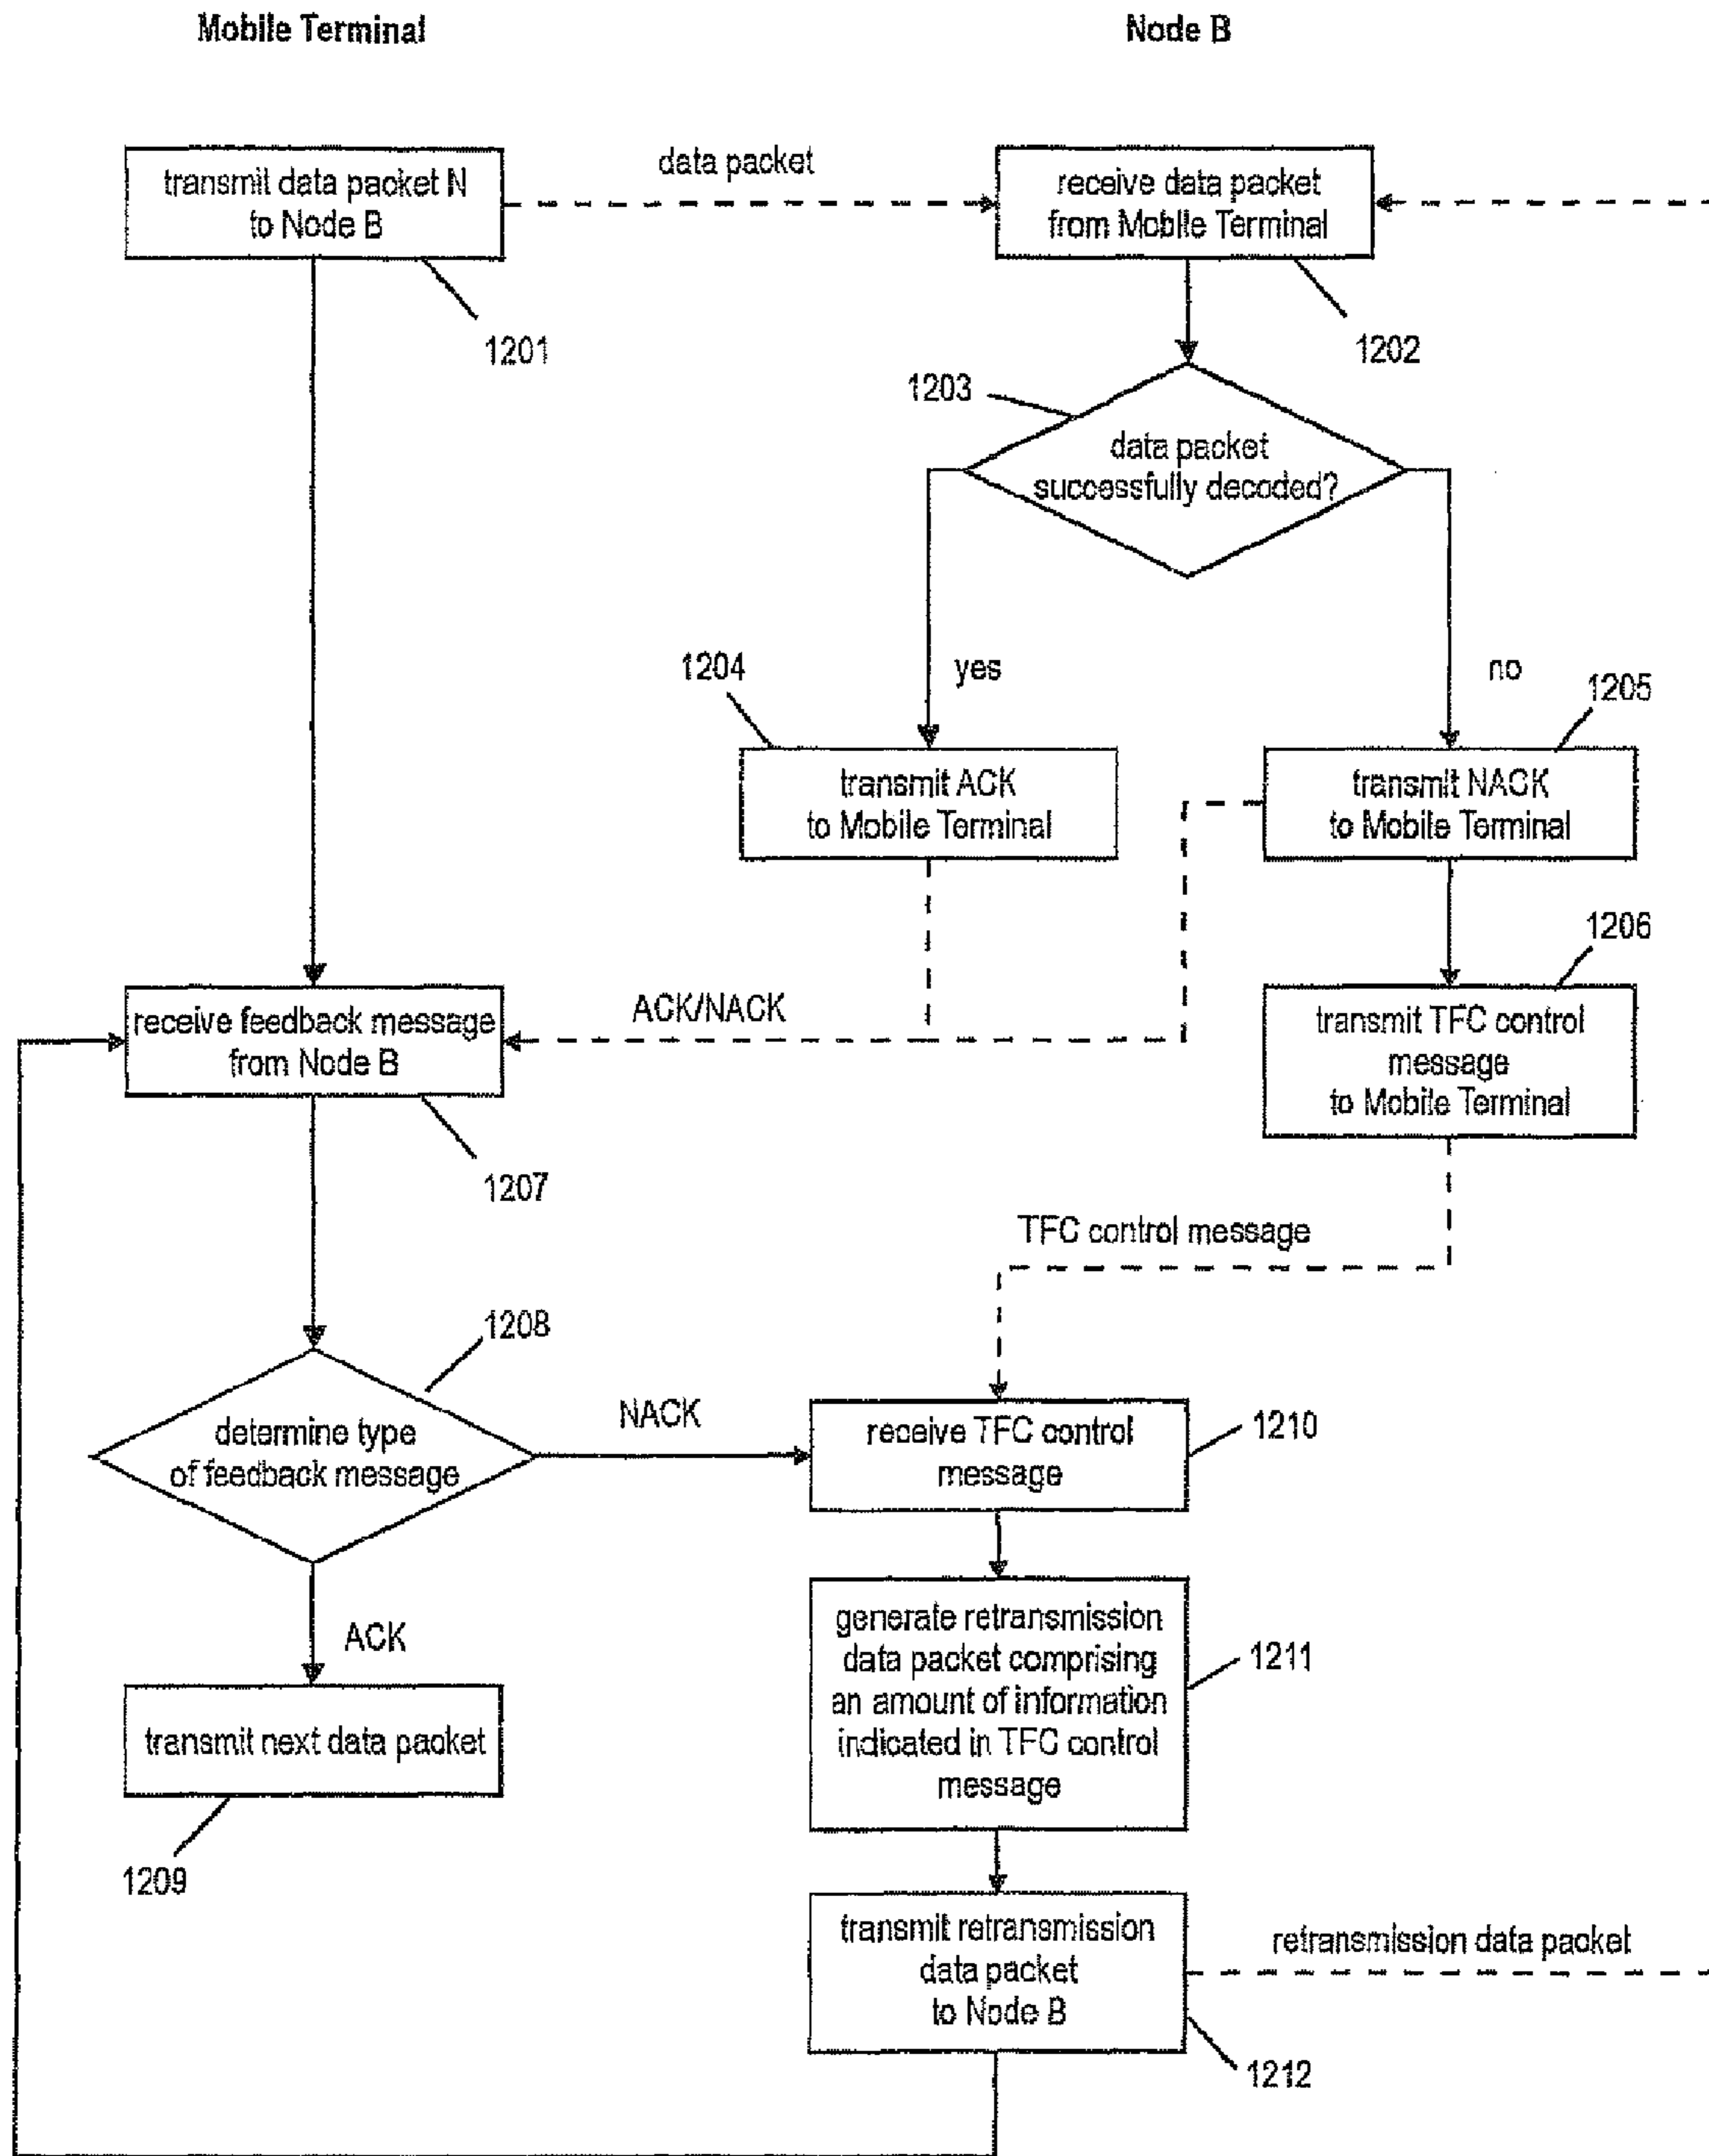 Mobile Terminal
Node B
transmit data packet N
to Node B
data packet
receive data packet
from Mobile Terminal
1201
1202
1203
data packet
successfully decoded?
1204
yes
no
1205
transmit ACK
to Mobile Terminal
transmit NACK
to Mobile Terminal
1206
receive feedback message
from Node B
ACK/NACK
transmit TFC control
message
to Mobile Terminal
1207
TFC control message
1208
determine type
of feedback message
NACK
receive TFC control
message
1210
ACK
generate retransmission
data packet comprising
an amount of information
indicated in TFC control
message
1211
transmit next data packet
1209
transmit retransmission
data packet
to Node B
retransmission data packet
1212